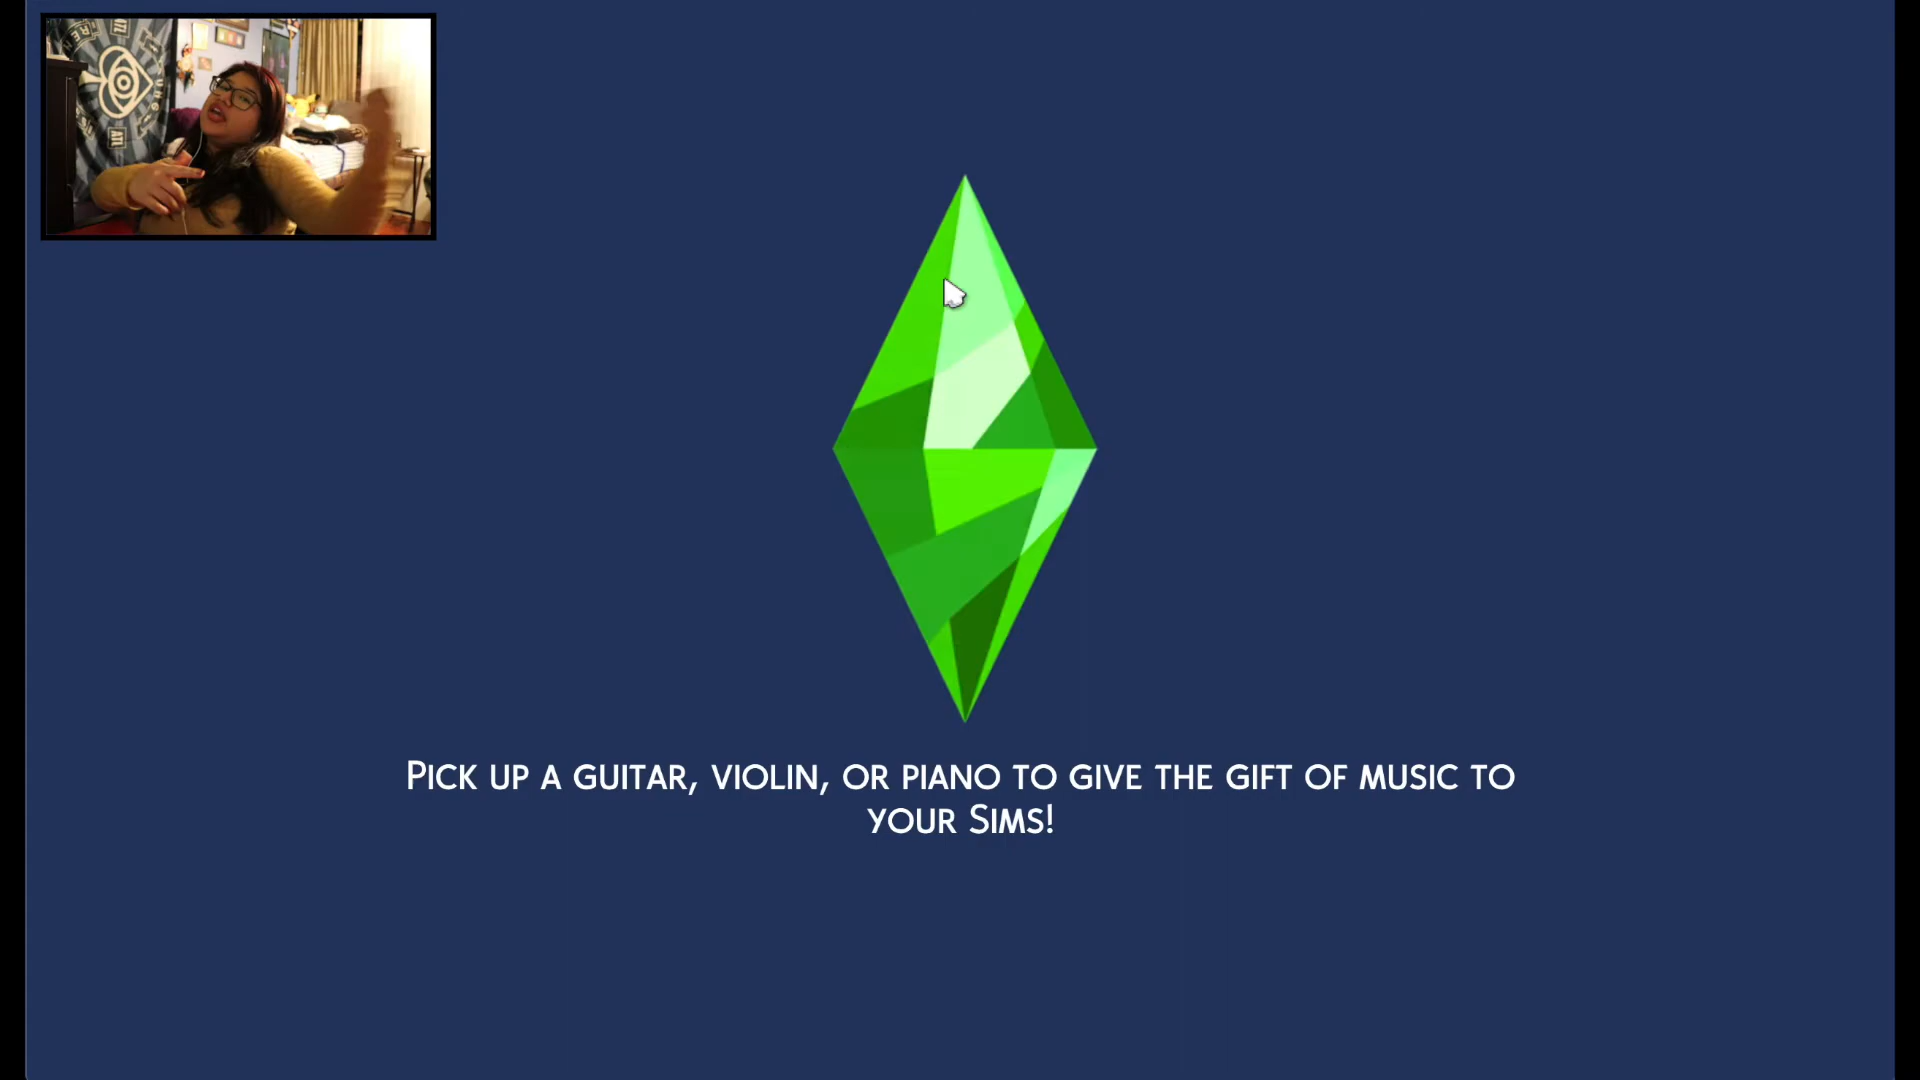 PICK UP A GUITAR, VIOLIN, OR PIANO TO GIVE THE GIFT OF MUSIC TO
YOUR SIMS!